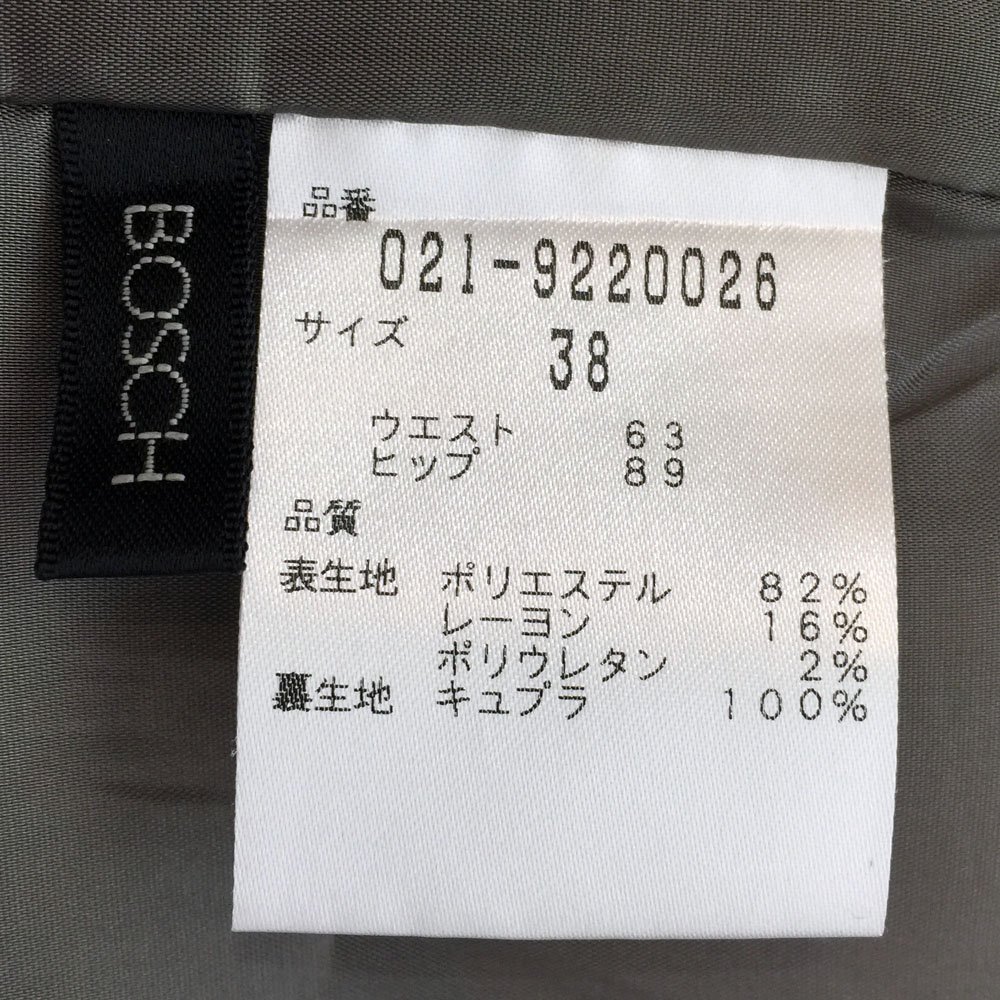 BOSCH
品番
021-9220026
サイズ 38
ウエスト 63
ヒップ 89
品質
表生地 ポリエステル 82%
レーヨン 16%
ポリウレタン 2%
裏生地 キュプラ 100%